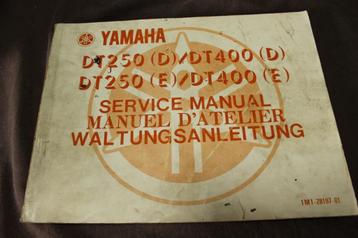 YAMAHA
DT250 (D)/DT400 (D)
DT250 (E)/DT400 (E)
SERVICE MANUAL
MANUEL D'ATELIER
WALTUNGSANLEITUNG